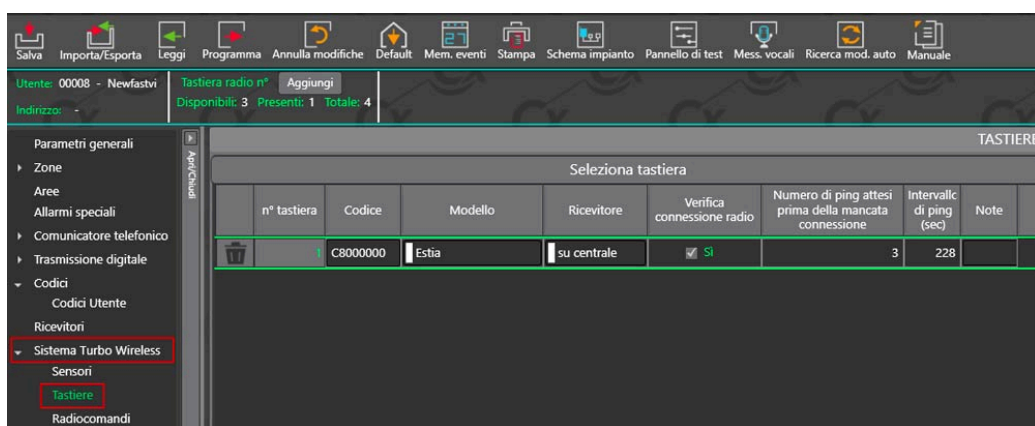 Salva Importa/Esporta Leggi Programma Annulla modifiche Default Mem. eventi Stampa Schema impianto Pannello di test Mess. vocali Ricerca mod. auto Manuale
Utente: 00008 - Newfastvi
Indirizzo: -
Tastiera radio n° Aggiungi
Disponibili: 3 Presenti: 1 Totale: 4
Parametri generali
Zone
Aree
Allarmi speciali
Comunicatore telefonico
Trasmissione digitale
Codici
Codici Utente
Ricevitori
Sistema Turbo Wireless
Sensori
Tastiere
Radiocomandi
Apri/Chiudi
TASTIERE
Seleziona tastiera
n° tastiera
Codice
Modello
Ricevitore
Verifica
connessione radio
Numero di ping attesi
prima della mancata
connessione
Intervallo
di ping
(sec)
Note
1 C8000000 Estia su centrale Sì 3 228